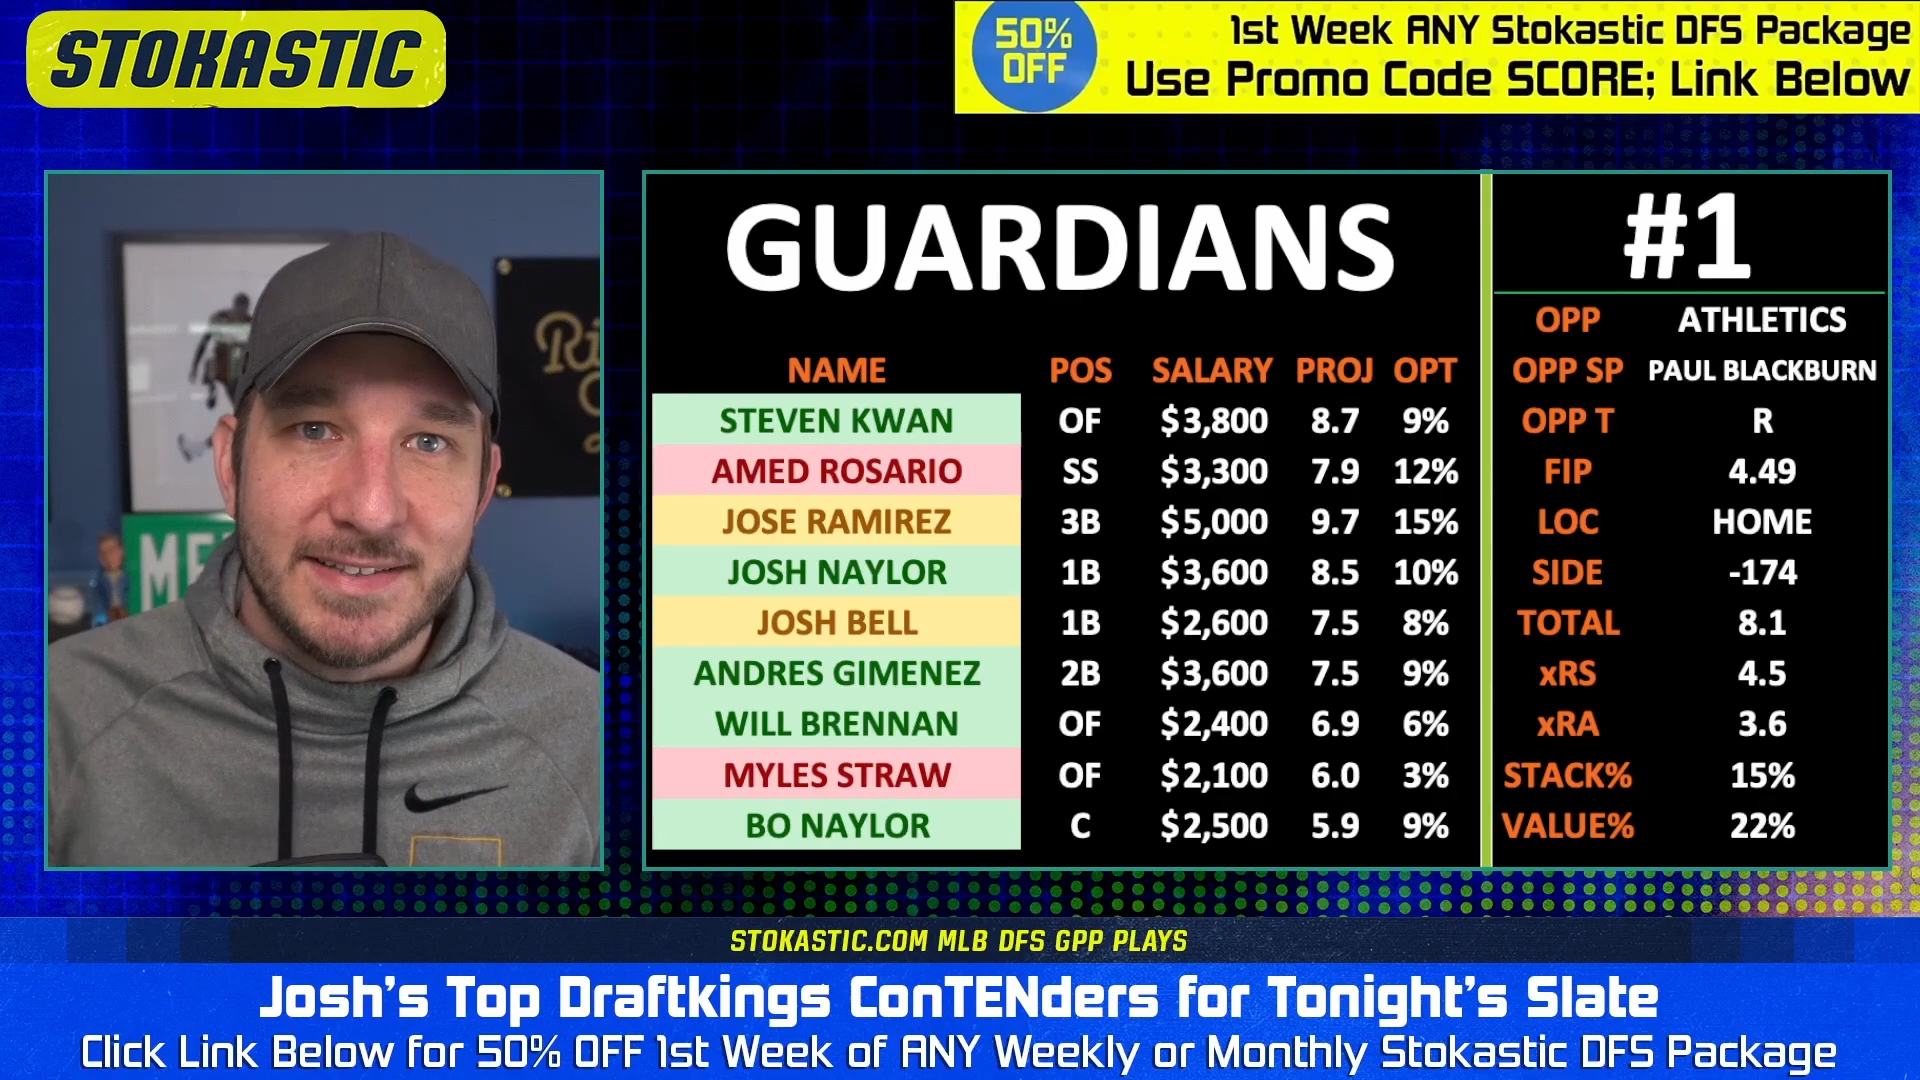 STOKASTIC
50% OFF
1st Week ANY Stokastic DFS Package
Use Promo Code SCORE; Link Below
GUARDIANS
NAME POS SALARY PROJ OPT
STEVEN KWAN OF $3,800 8.7 9%
AMED ROSARIO SS $3,300 7.9 12%
JOSE RAMIREZ 3B $5,000 9.7 15%
JOSH NAYLOR 1B $3,600 8.5 10%
JOSH BELL 1B $2,600 7.5 8%
ANDRES GIMENEZ 2B $3,600 7.5 9%
WILL BRENNAN OF $2,400 6.9 6%
MYLES STRAW OF $2,100 6.0 3%
BO NAYLOR C $2,500 5.9 9%
#1
OPP ATHLETICS
OPP SP PAUL BLACKBURN
OPP T R
FIP 4.49
LOC HOME
SIDE -174
TOTAL 8.1
xRS 4.5
xRA 3.6
STACK% 15%
VALUE% 22%
STOKASTIC.COM MLB DFS GPP PLAYS
Josh's Top Draftkings ConTENders for Tonight's Slate
Click Link Below for 50% OFF 1st Week of ANY Weekly or Monthly Stokastic DFS Package